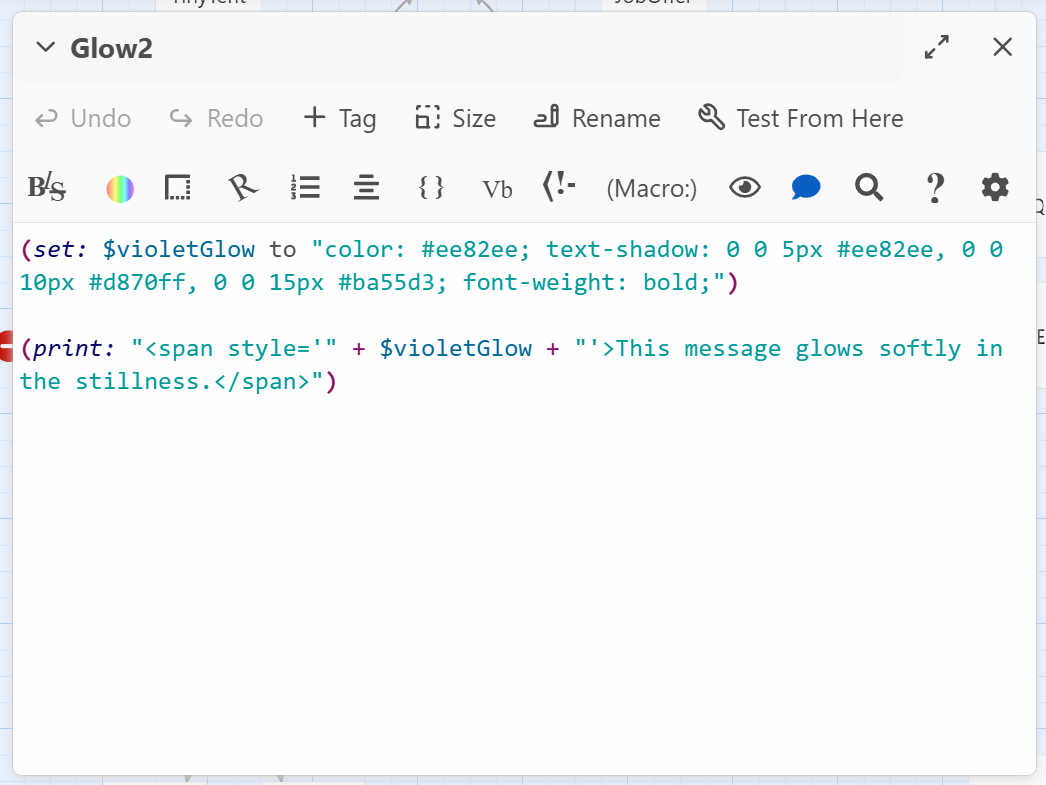 Glow2
Undo Redo + Tag Size Rename Test From Here
{ } Vb (Macro:) ?
(set: $violetGlow to "color: #ee82ee; text-shadow: 0 0 5px #ee82ee, 0 0
10px #d870ff, 0 0 15px #ba55d3; font-weight: bold;")
(print: "<span style='" + $violetGlow + "'>This message glows softly in
the stillness.</span>")